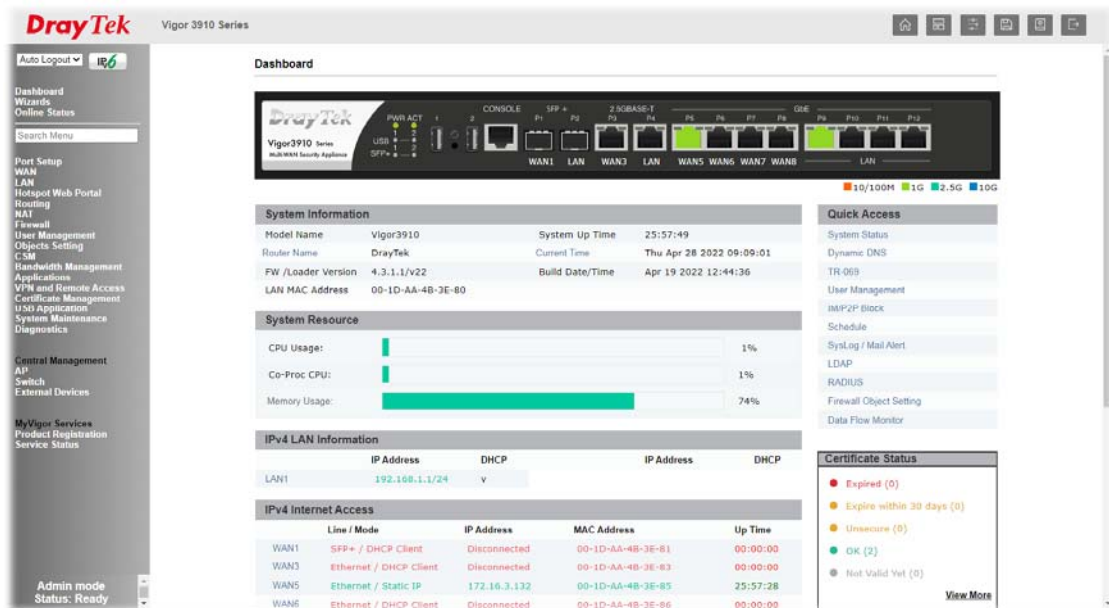 DrayTek
Vigor 3910 Series
Auto Logout
IPv6
Dashboard
Wizards
Online Status
Search Menu
Port Setup
WAN
LAN
Hotspot Web Portal
Routing
NAT
Firewall
User Management
Objects Setting
CSM
Bandwidth Management
Applications
VPN and Remote Access
Certificate Management
USB Application
System Maintenance
Diagnostics
Central Management
AP
Switch
External Devices
MyVigor Services
Product Registration
Service Status
Admin mode
Status: Ready
Dashboard
DrayTek
Vigor3910 Series
Multi-WAN Security Appliance
PWR ACT 1 2
1 2
USB
SFP+ 1 2
CONSOLE SFP + 2.5GBASE-T GbE
P1 P2 P3 P4 P5 P6 P7 P8 P9 P10 P11 P12
WAN1 LAN WAN3 LAN WAN5 WAN6 WAN7 WAN8 LAN
10/100M 1G 2.5G 10G
System Information
Model Name Vigor3910 System Up Time 25:57:49
Router Name DrayTek Current Time Thu Apr 28 2022 09:09:01
FW /Loader Version 4.3.1.1/v22 Build Date/Time Apr 19 2022 12:44:36
LAN MAC Address 00-1D-AA-4B-3E-80
System Resource
CPU Usage: 1%
Co-Proc CPU: 1%
Memory Usage: 74%
IPv4 LAN Information
IP Address DHCP IP Address DHCP
LAN1 192.168.1.1/24 v
IPv4 Internet Access
Line / Mode IP Address MAC Address Up Time
WAN1 SFP+ / DHCP Client Disconnected 00-1D-AA-4B-3E-81 00:00:00
WAN3 Ethernet / DHCP Client Disconnected 00-1D-AA-4B-3E-83 00:00:00
WAN5 Ethernet / Static IP 172.16.3.132 00-1D-AA-4B-3E-85 25:57:28
WAN6 Ethernet / DHCP Client Disconnected 00-1D-AA-4B-3E-86 00:00:00
Quick Access
System Status
Dynamic DNS
TR-069
User Management
IM/P2P Block
Schedule
SysLog / Mail Alert
LDAP
RADIUS
Firewall Object Setting
Data Flow Monitor
Certificate Status
Expired (0)
Expire within 30 days (0)
Unsecure (0)
OK (2)
Not Valid Yet (0)
View More